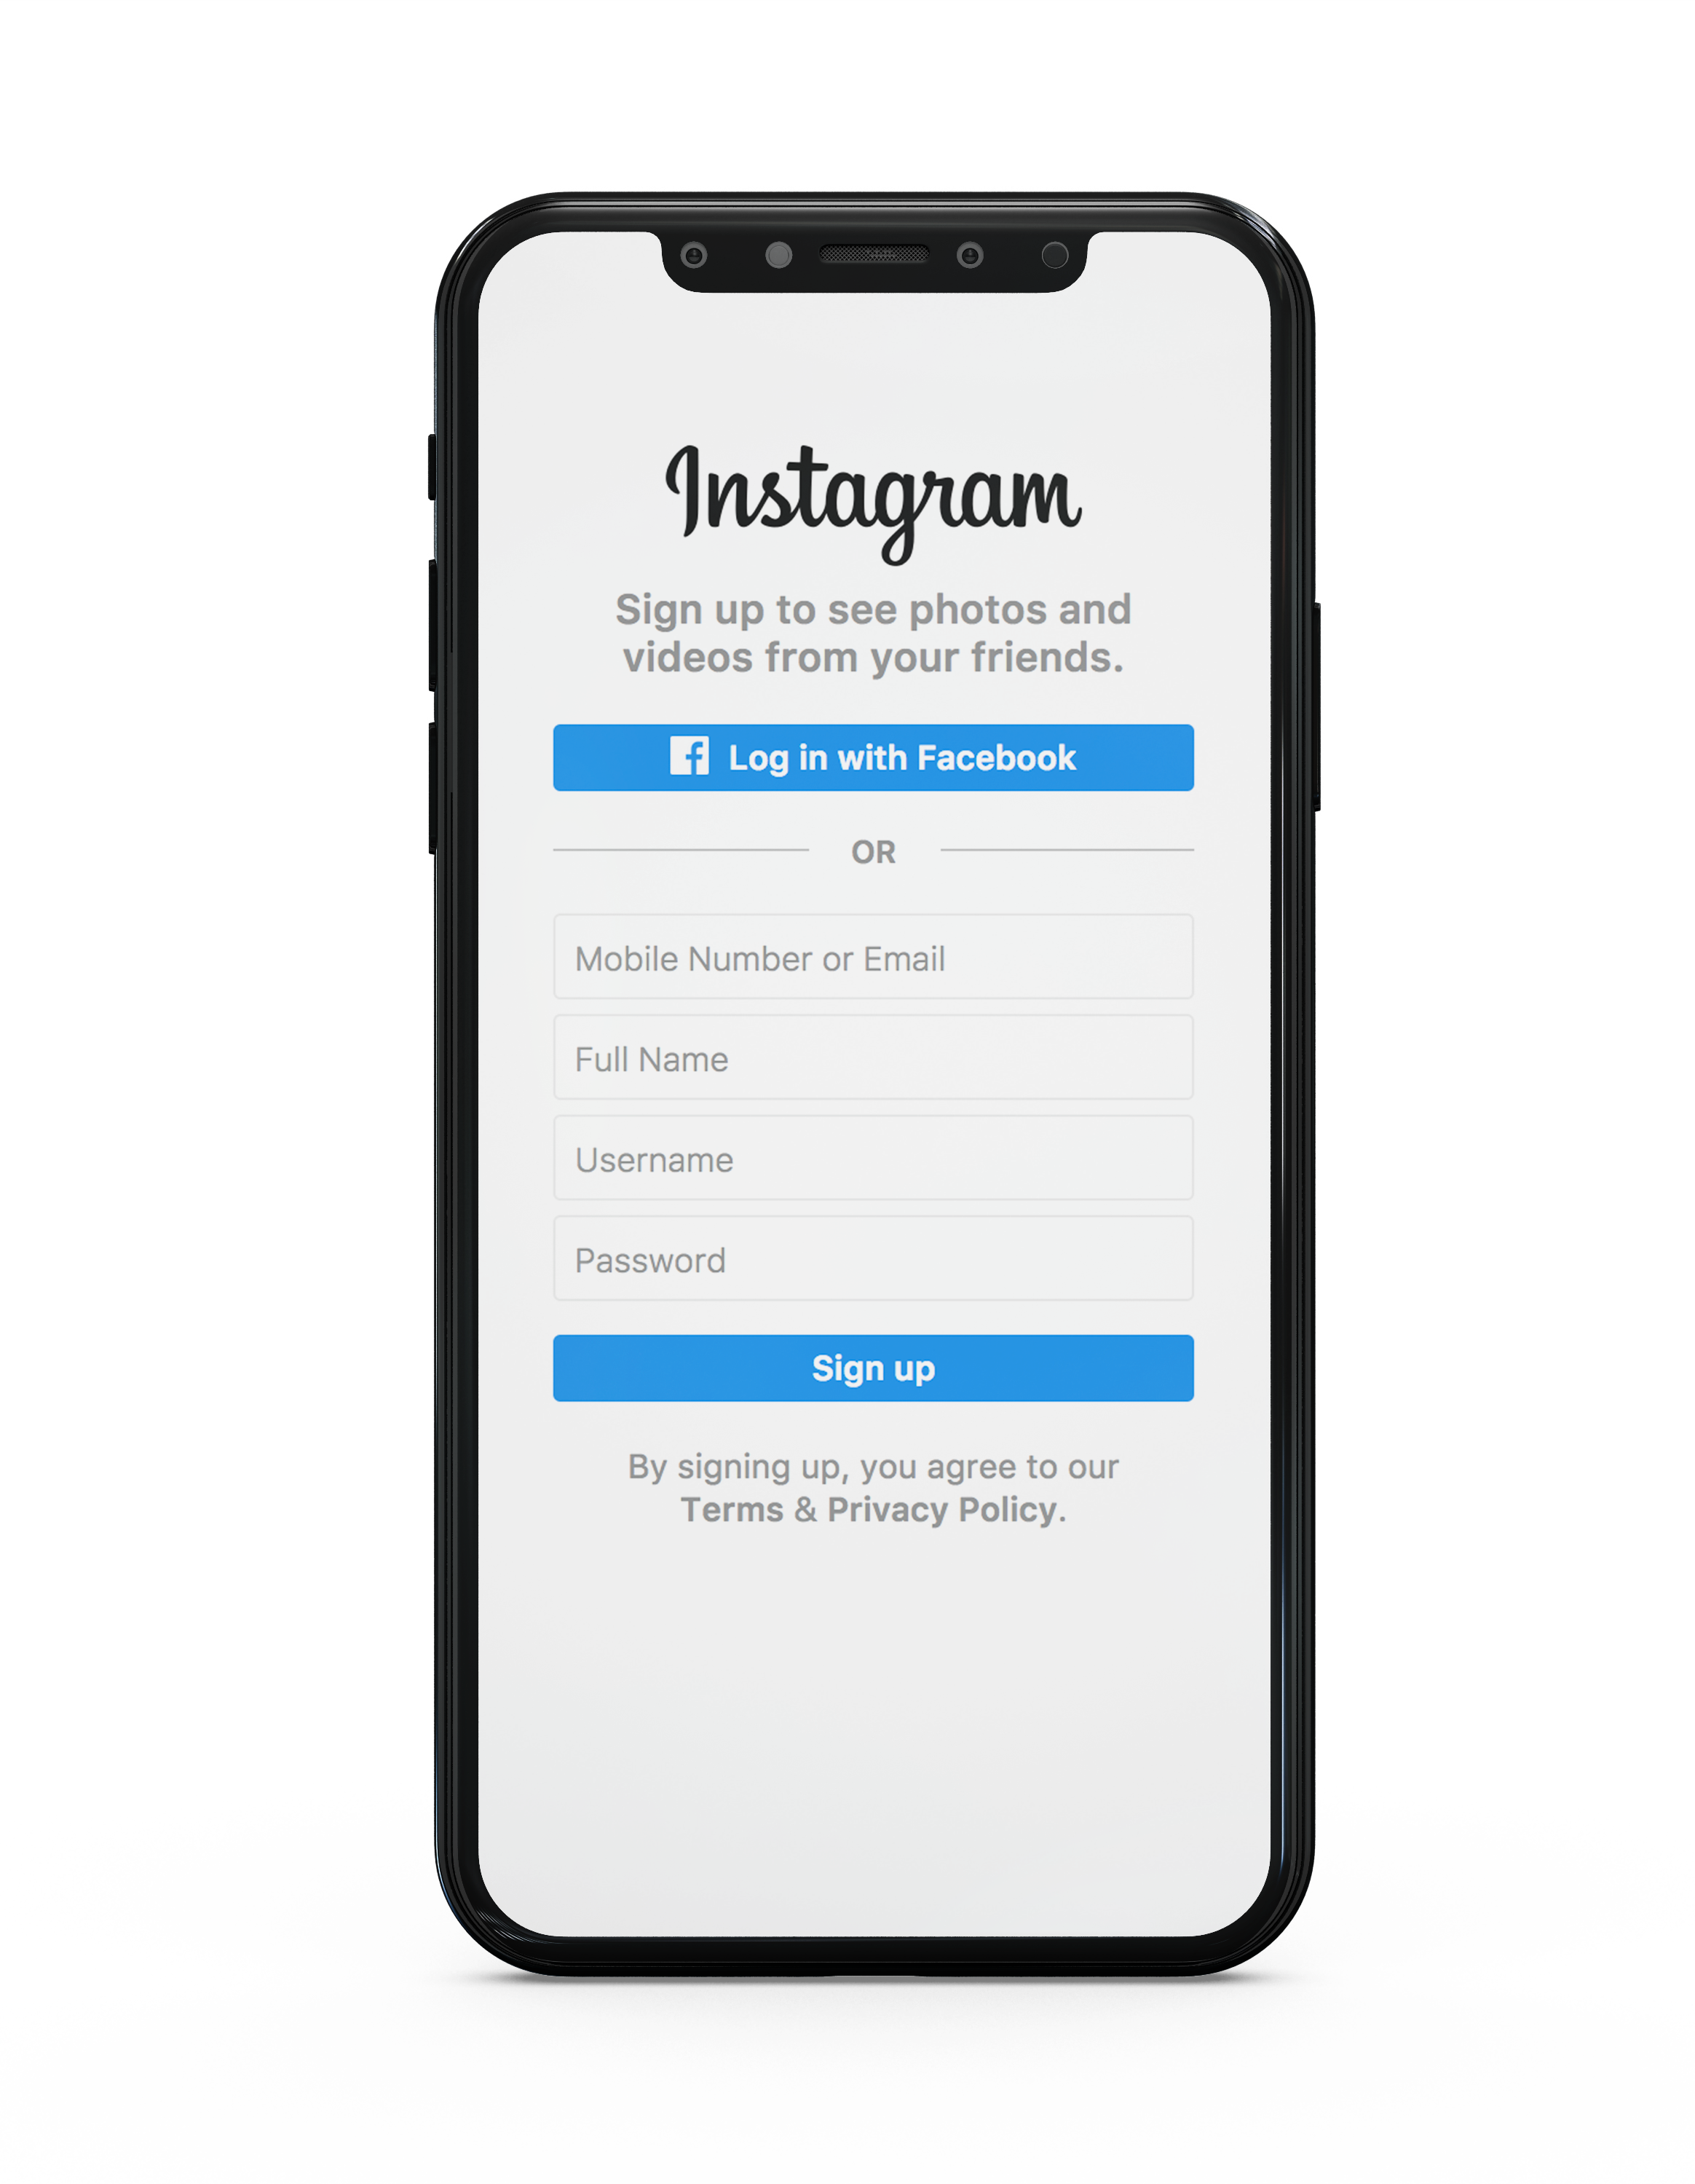 Instagram
Sign up to see photos and
videos from your friends.
Log in with Facebook
OR
Mobile Number or Email
Full Name
Username
Password
Sign up
By signing up, you agree to our
Terms & Privacy Policy.